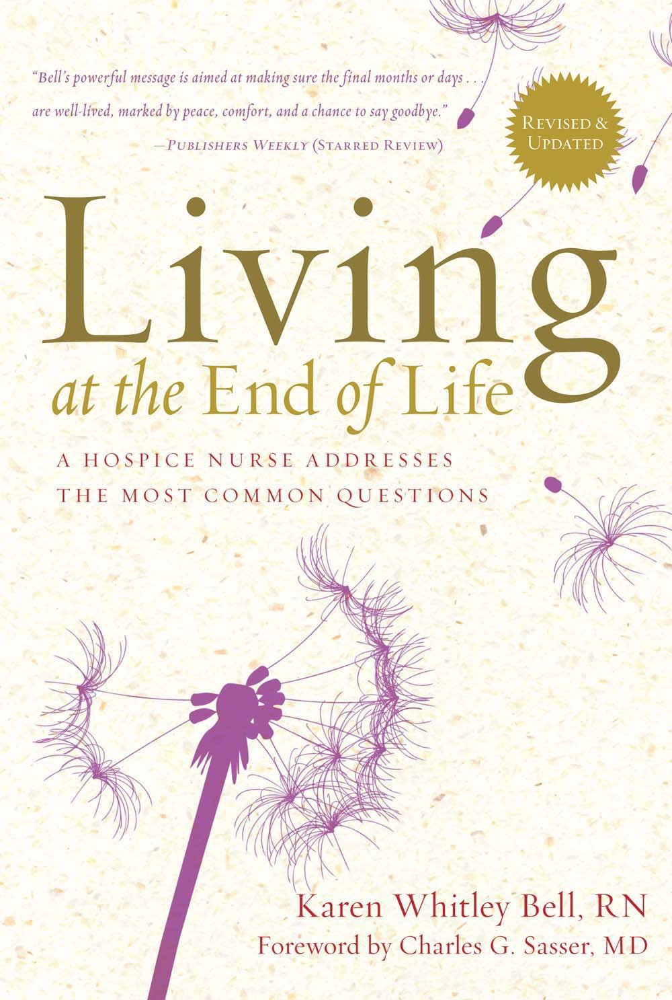 “Bell’s powerful message is aimed at making sure the final months or days . . .
are well-lived, marked by peace, comfort, and a chance to say goodbye.”
—Publishers Weekly (Starred Review)
Revised &
Updated
Living
at the End of Life
A HOSPICE NURSE ADDRESSES
THE MOST COMMON QUESTIONS
Karen Whitley Bell, RN
Foreword by Charles G. Sasser, MD